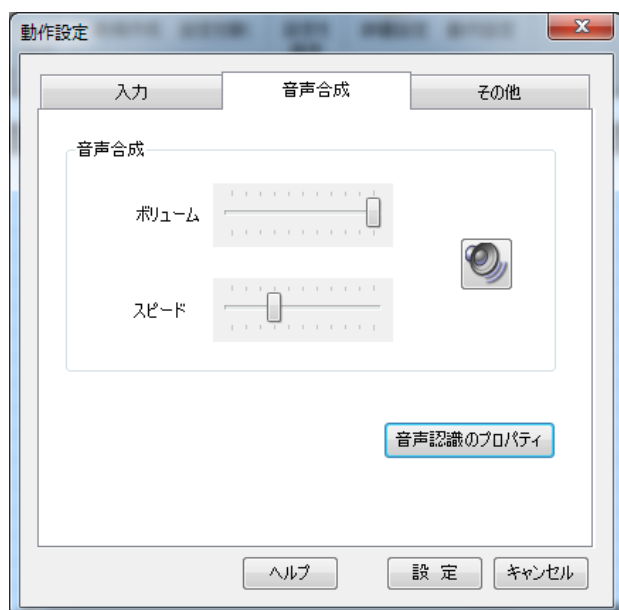 動作設定
入力
音声合成
その他
音声合成
ボリューム
スピード
音声認識のプロパティ
ヘルプ
設 定
キャンセル